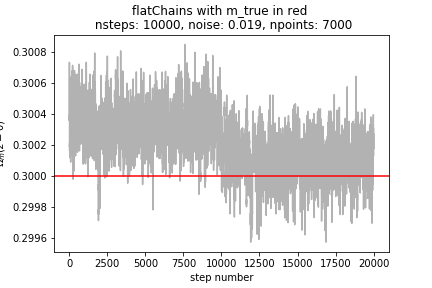 flatChains with m_true in red
nsteps: 10000, noise: 0.019, npoints: 7000
0.3008
0.3006
0.3004
0.3002
0.3000
0.2998
0.2996
0 2500 5000 7500 10000 12500 15000 17500 20000
step number